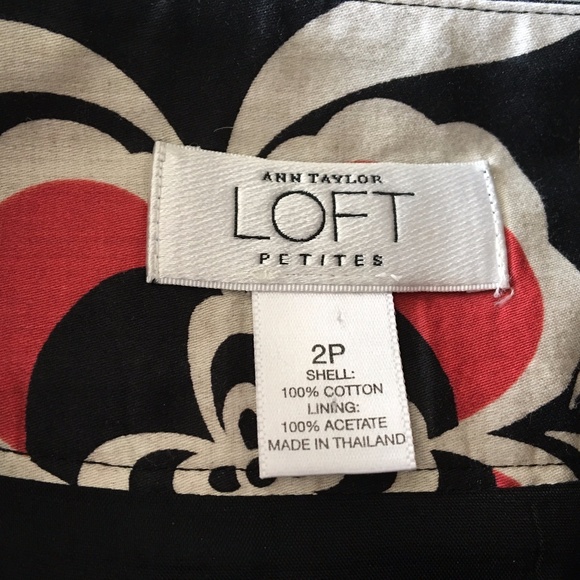 ANN TAYLOR
LOFT
PETITES
2P
SHELL:
100% COTTON
LINING:
100% ACETATE
MADE IN THAILAND